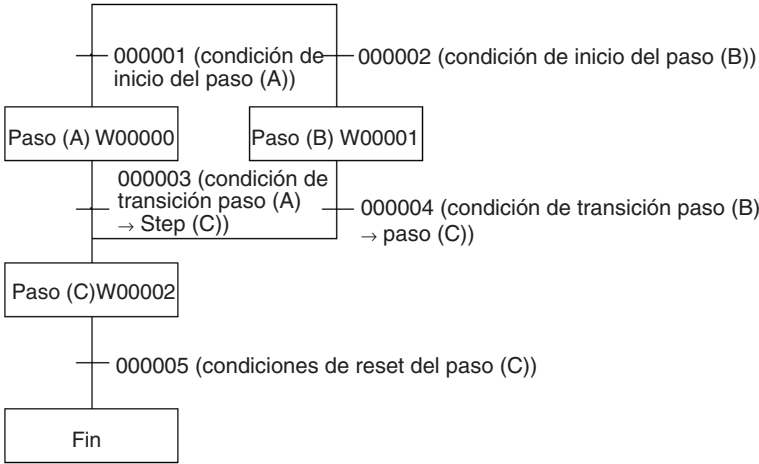 000001 (condición de
inicio del paso (A))
000002 (condición de inicio del paso (B))
Paso (A) W00000
Paso (B) W00001
000003 (condición de
transición paso (A)
→ Step (C))
000004 (condición de transición paso (B)
→ paso (C))
Paso (C)W00002
000005 (condiciones de reset del paso (C))
Fin